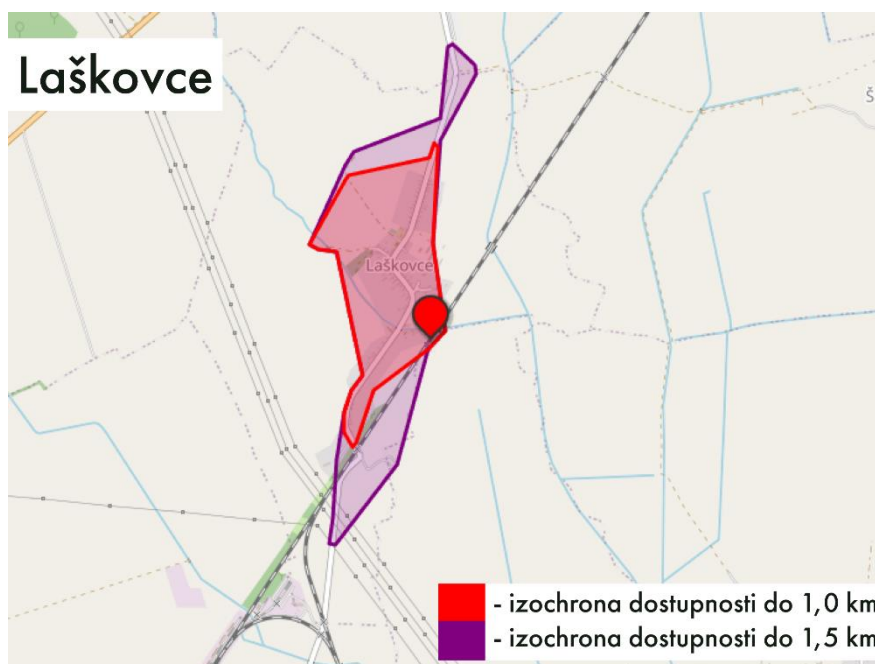 Laškovce
Š
Laškovce
- izochrona dostupnosti do 1,0 km
- izochrona dostupnosti do 1,5 km